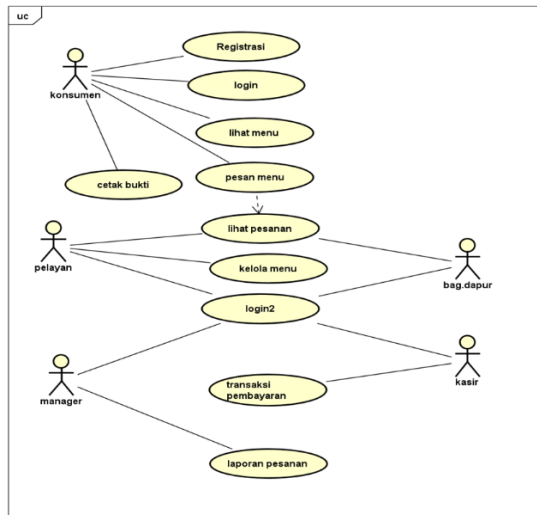 uc
Registrasi
konsumen
login
lihat menu
cetak bukti
pesan menu
lihat pesanan
pelayan
kelola menu
bag.dapur
login2
manager
transaksi
pembayaran
kasir
laporan pesanan